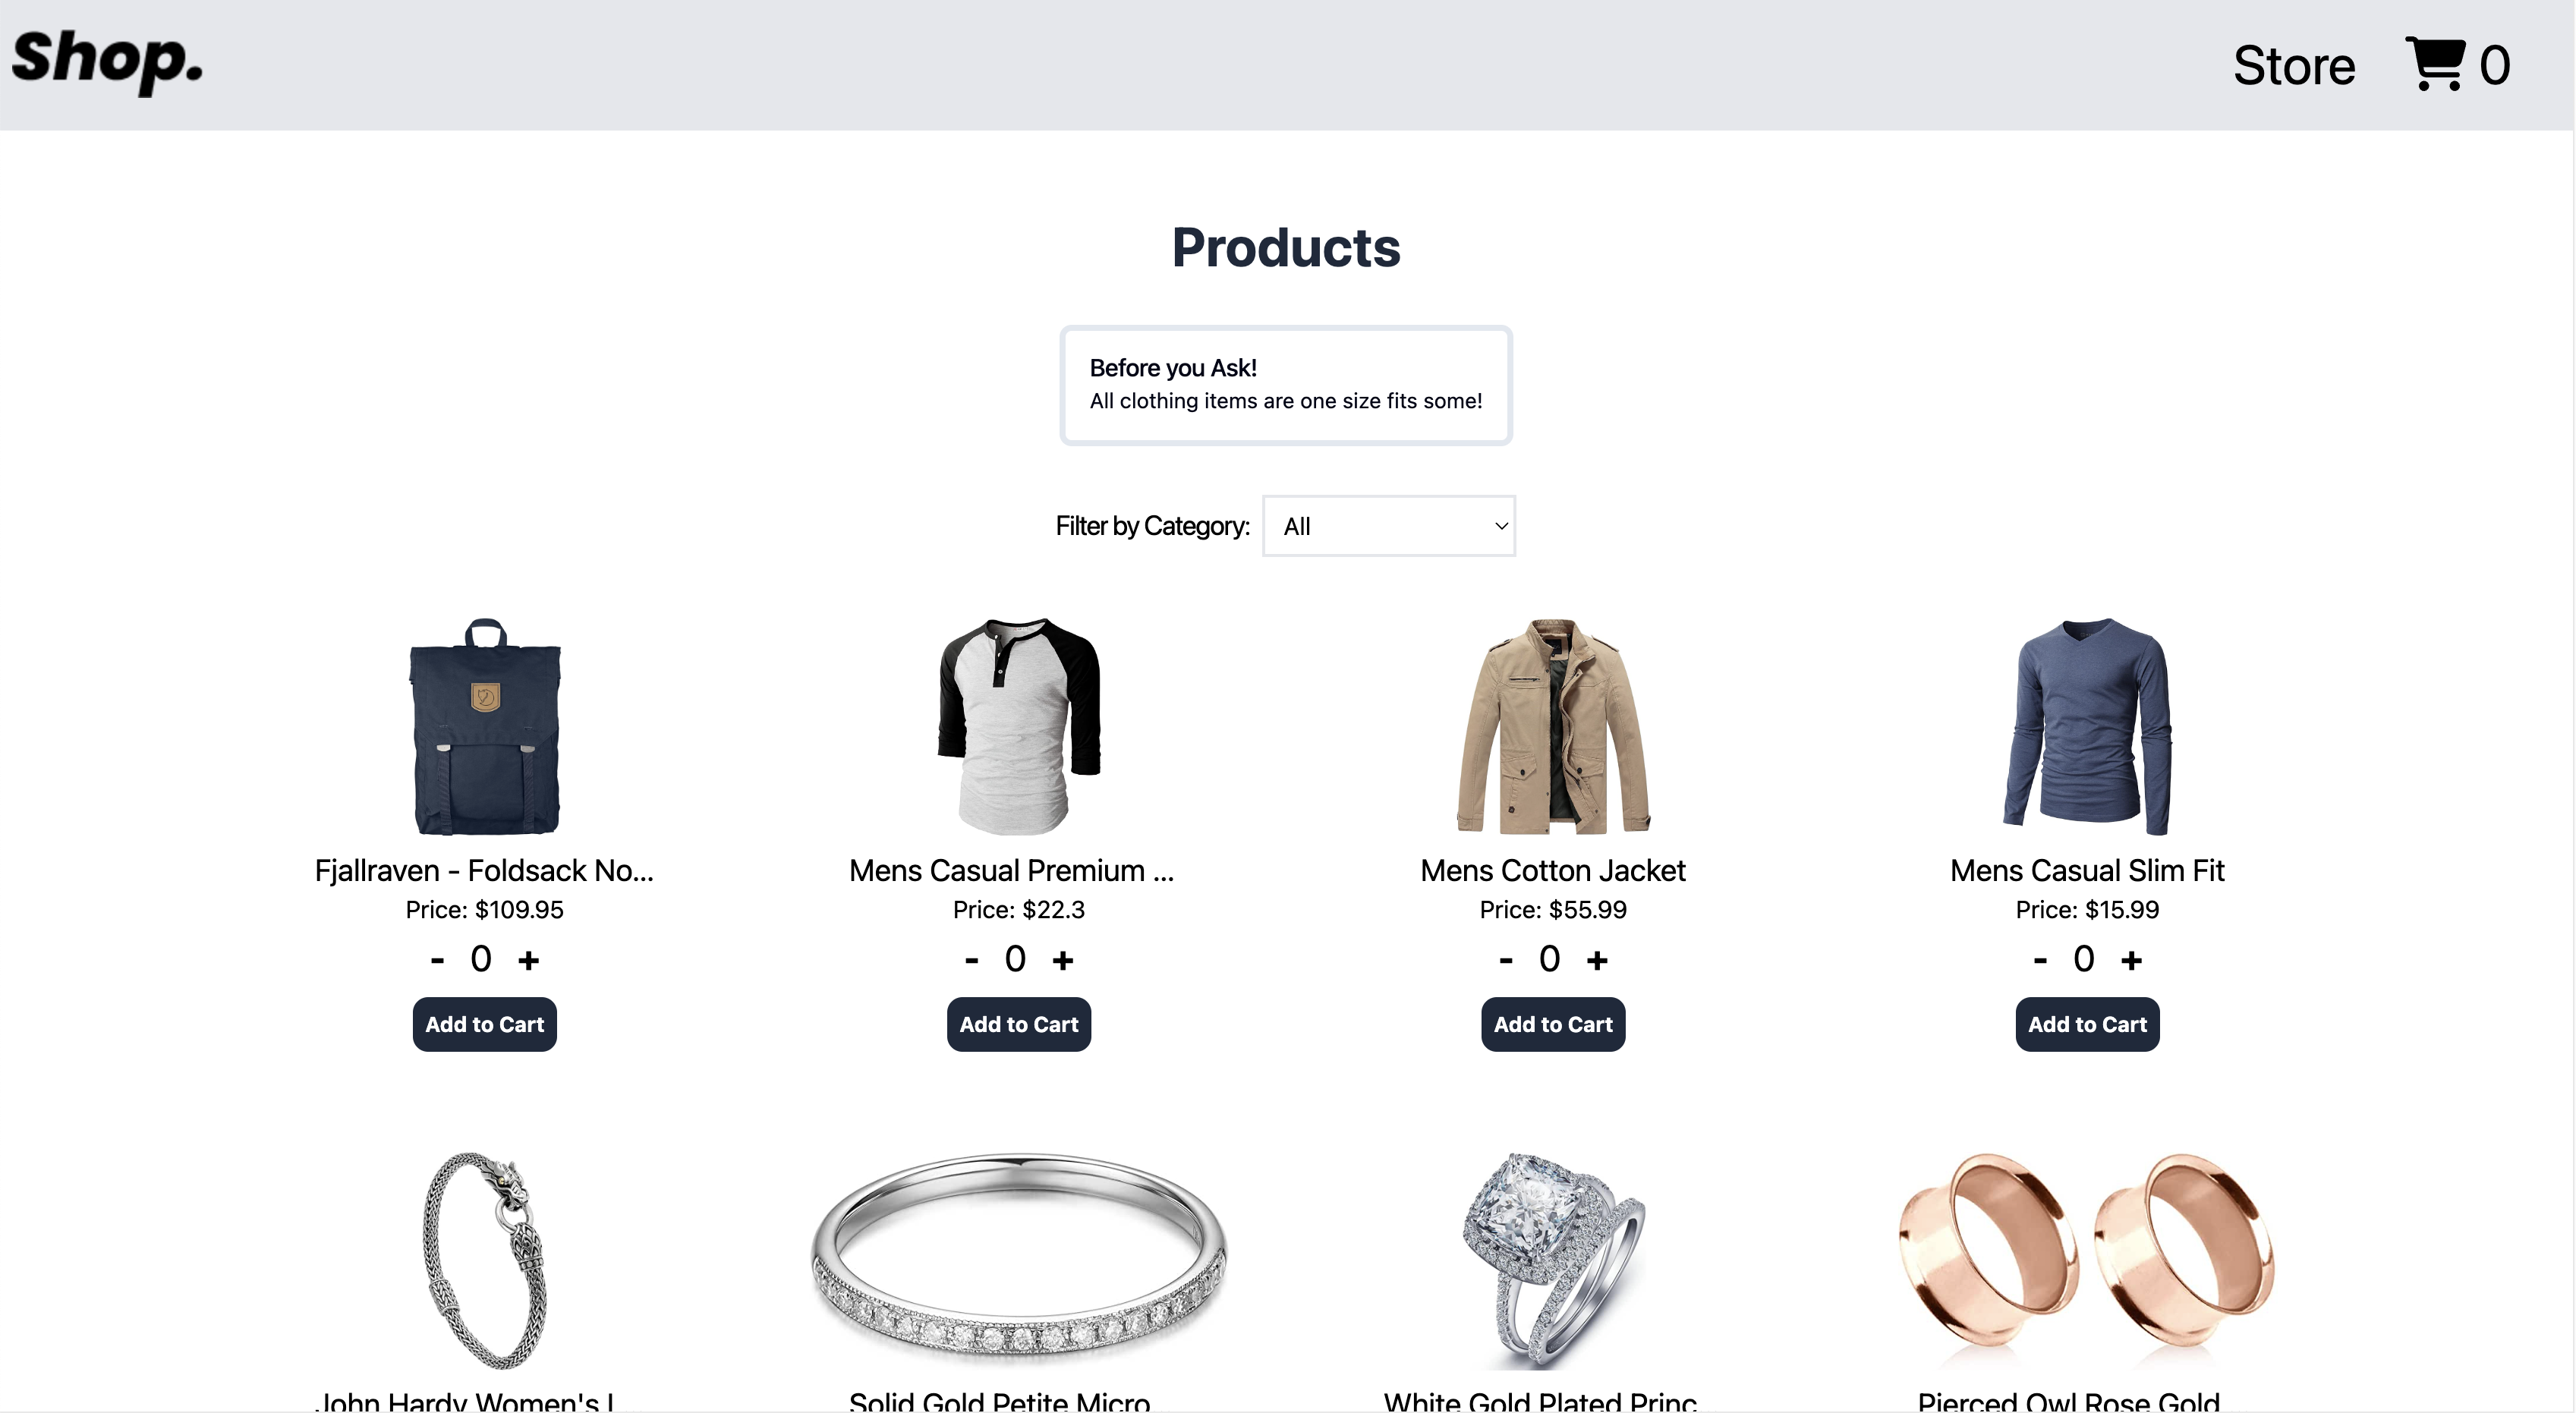 Shop.
Store 0
Products
Before you Ask!
All clothing items are one size fits some!
Filter by Category: All
Fjallraven - Foldsack No... Mens Casual Premium ... Mens Cotton Jacket Mens Casual Slim Fit
Price: $109.95 Price: $22.3 Price: $55.99 Price: $15.99
- 0 + - 0 + - 0 + - 0 +
Add to Cart Add to Cart Add to Cart Add to Cart
John Hardy Women's Solid Gold Petite Micro White Gold Plated Princ Pierced Owl Rose Gold